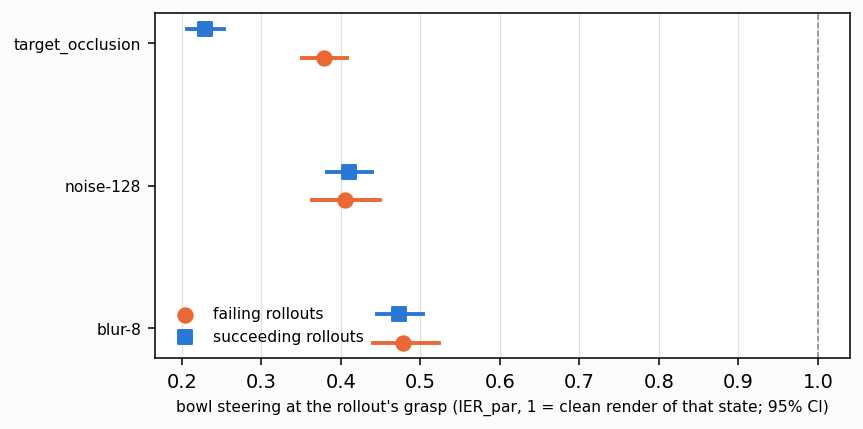 target_occlusion
noise-128
blur-8
failing rollouts
succeeding rollouts
0.2 0.3 0.4 0.5 0.6 0.7 0.8 0.9 1.0
bowl steering at the rollout's grasp (IER_par, 1 = clean render of that state; 95% CI)